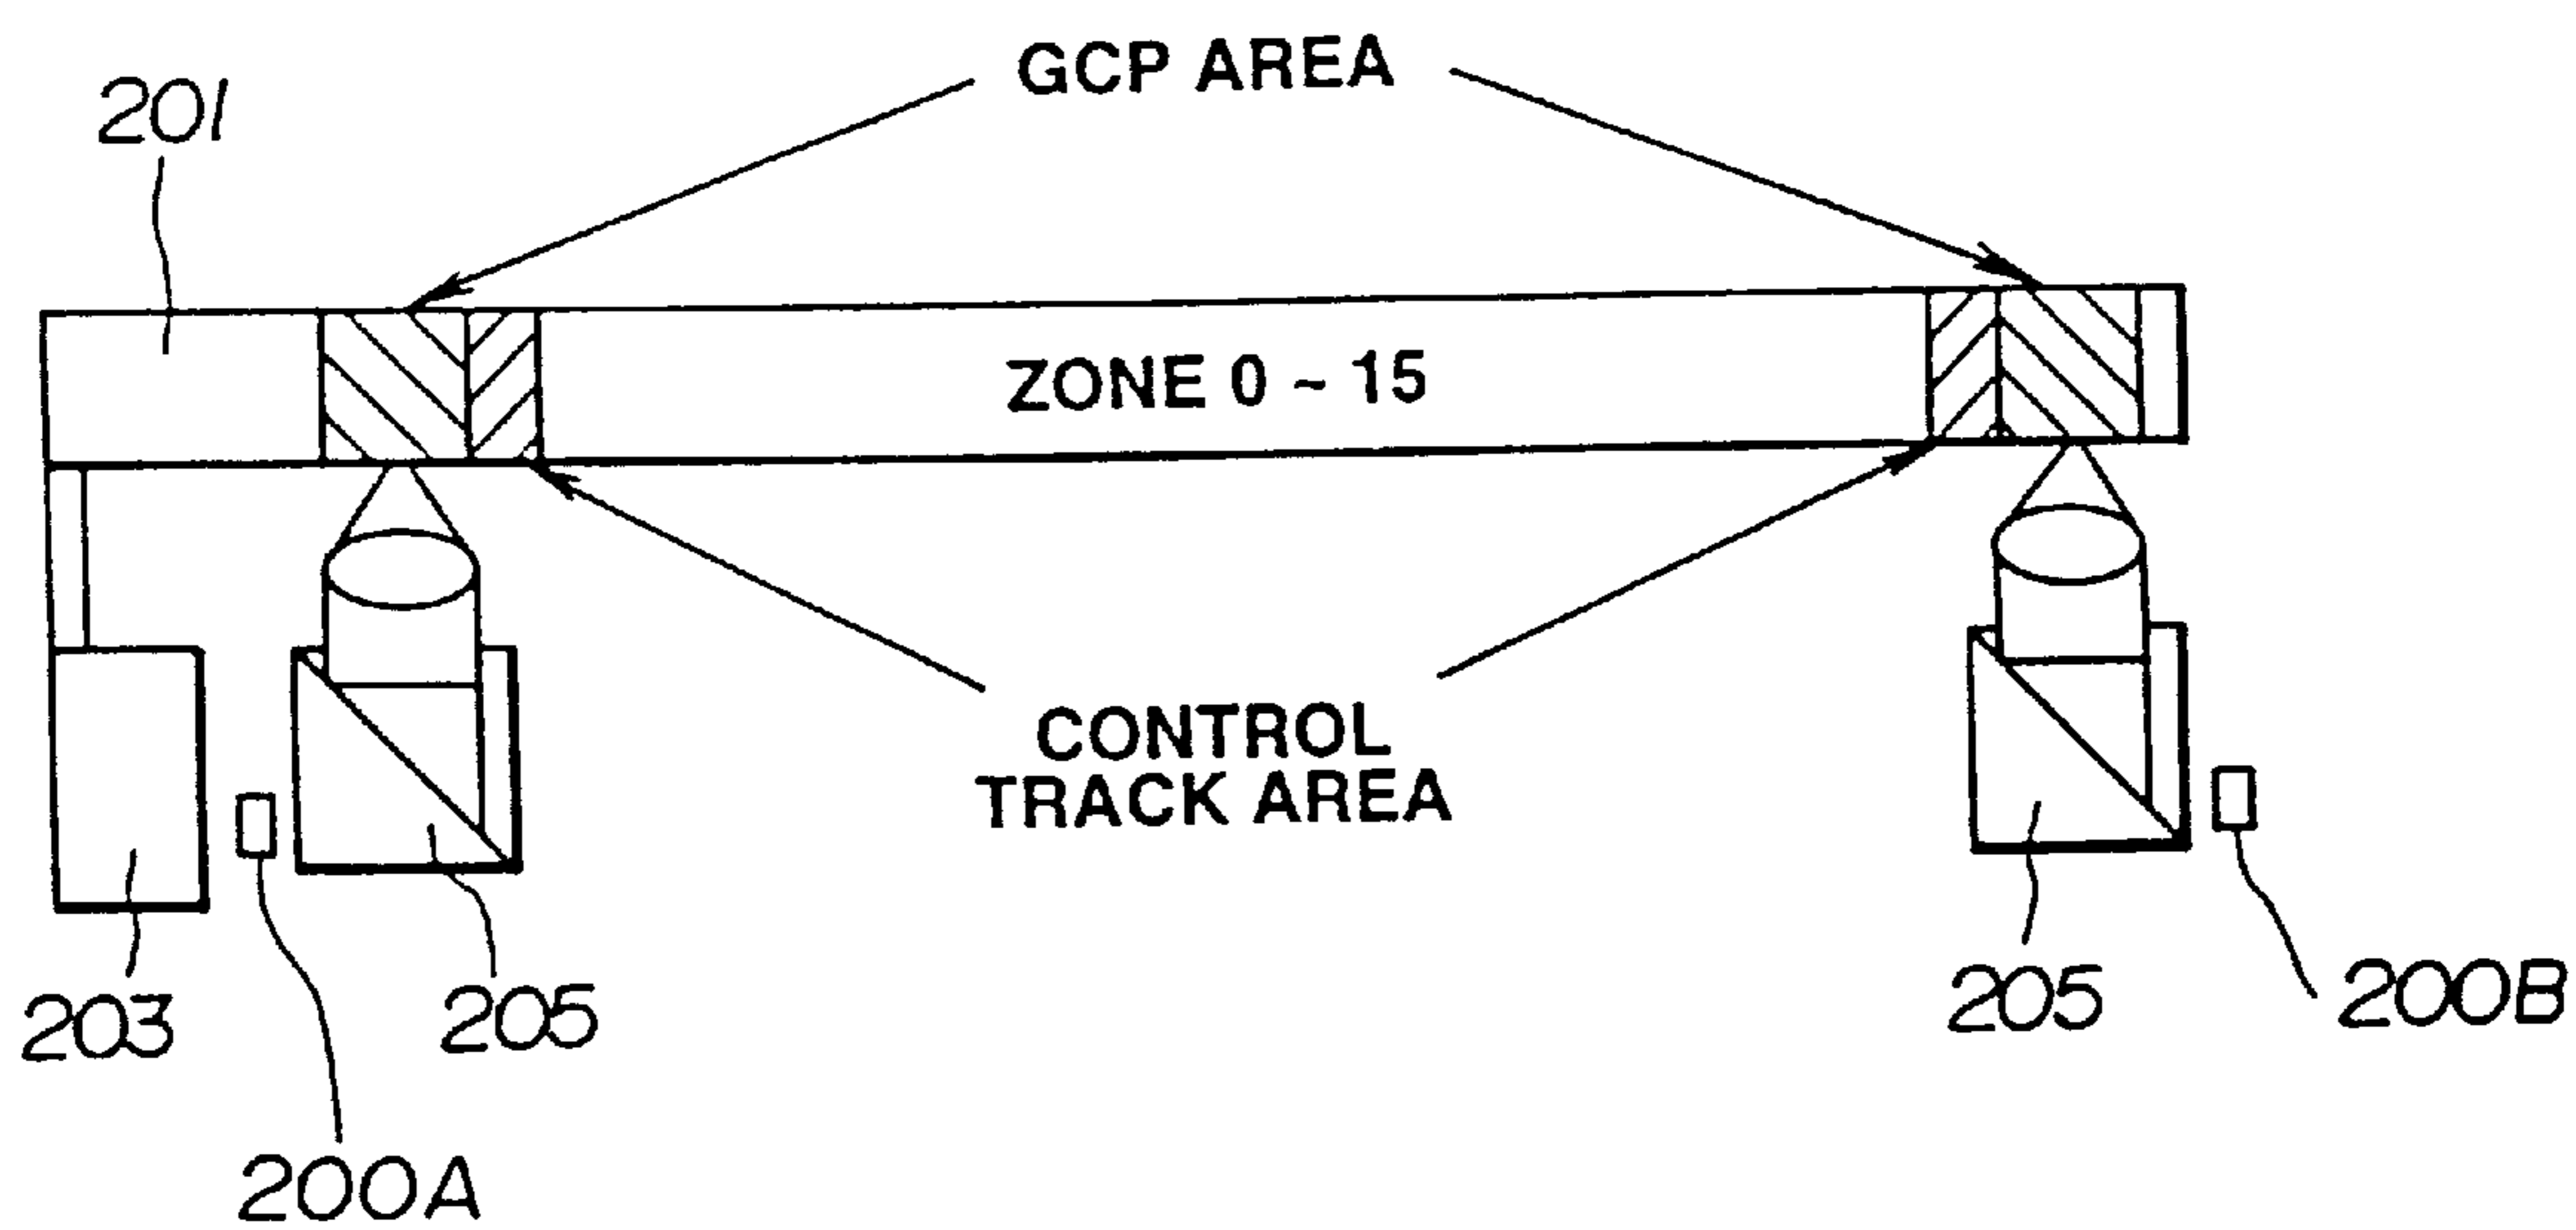 GCP AREA
201
ZONE 0 ~ 15
CONTROL
TRACK AREA
203
205
205
200B
200A